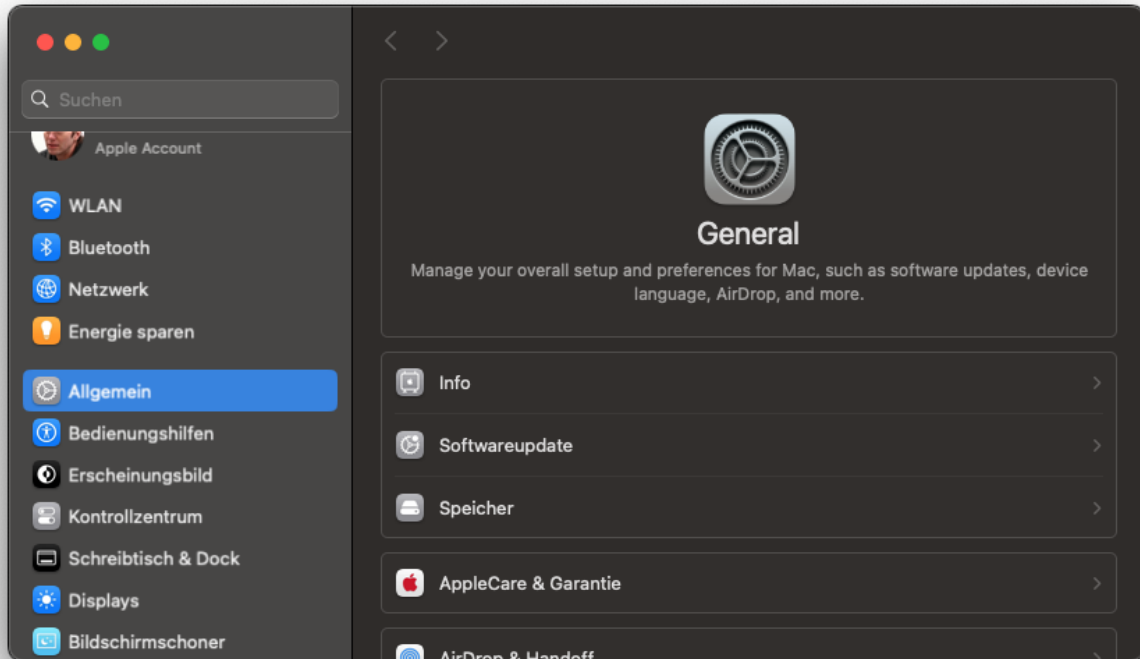 Suchen
Apple Account
WLAN
Bluetooth
Netzwerk
Energie sparen
Allgemein
Bedienungshilfen
Erscheinungsbild
Kontrollzentrum
Schreibtisch & Dock
Displays
Bildschirmschoner
General
Manage your overall setup and preferences for Mac, such as software updates, device
language, AirDrop, and more.
Info
Softwareupdate
Speicher
AppleCare & Garantie
AirDrop & Handoff